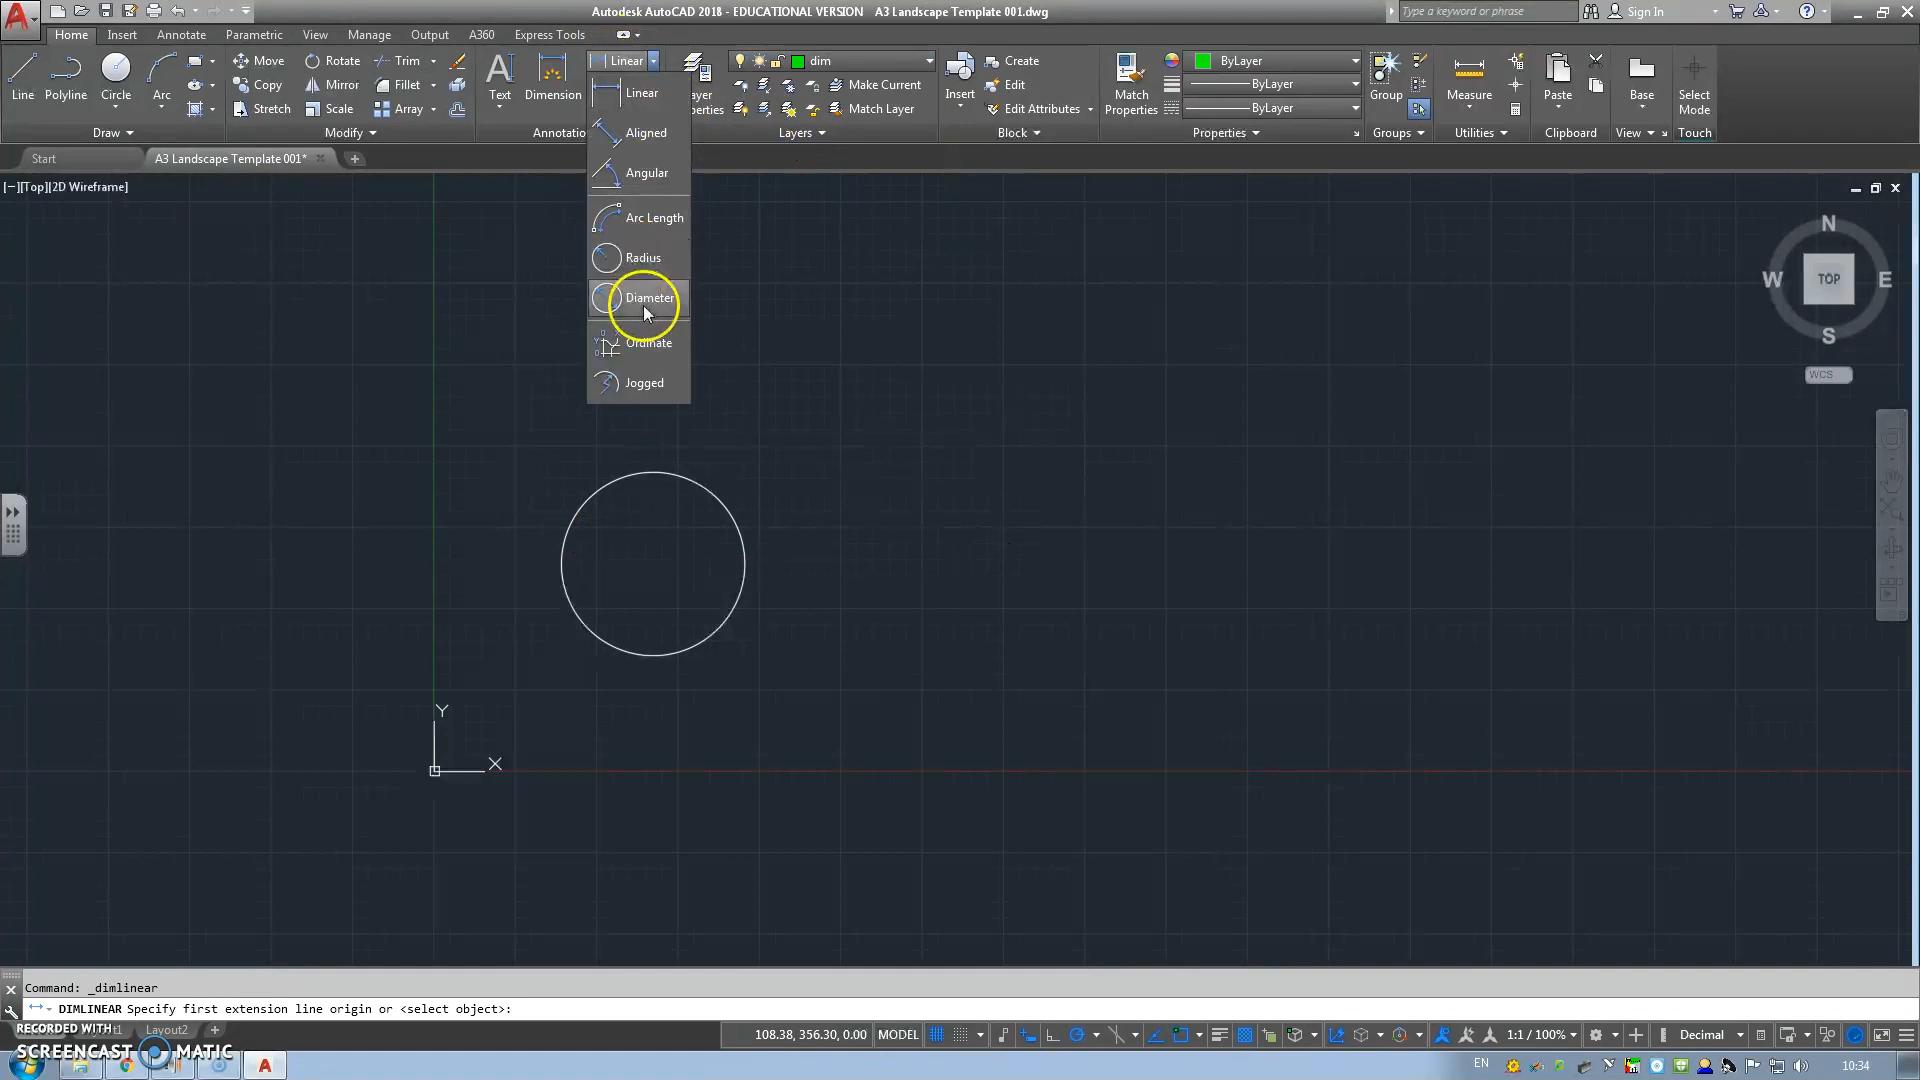 Autodesk AutoCAD 2018 - EDUCATIONAL VERSION A3 Landscape Template 001.dwg
Type a keyword or phrase
Sign In
Home Insert Annotate Parametric View Manage Output A360 Express Tools
Line Polyline Circle Arc
Move Rotate Trim
Copy Mirror Fillet
Stretch Scale Array
Text Dimension
Linear
dim
Make Current
Match Layer
Insert
Create
Edit
Edit Attributes
Match Properties
ByLayer
ByLayer
ByLayer
Group
Measure
Paste
Base
Select Mode
Draw Modify Layers Block Properties Groups Utilities Clipboard View Touch
Start A3 Landscape Template 001*
[−][Top][2D Wireframe]
Linear
Aligned
Angular
Arc Length
Radius
Diameter
Ordinate
Jogged
N
W TOP E
S
WCS
Y
X
Command: _dimlinear
DIMLINEAR Specify first extension line origin or <select object>:
Layout2
108.38, 356.30, 0.00 MODEL 1:1 / 100% Decimal
RECORDED WITH
SCREENCAST MATIC
EN
10:34